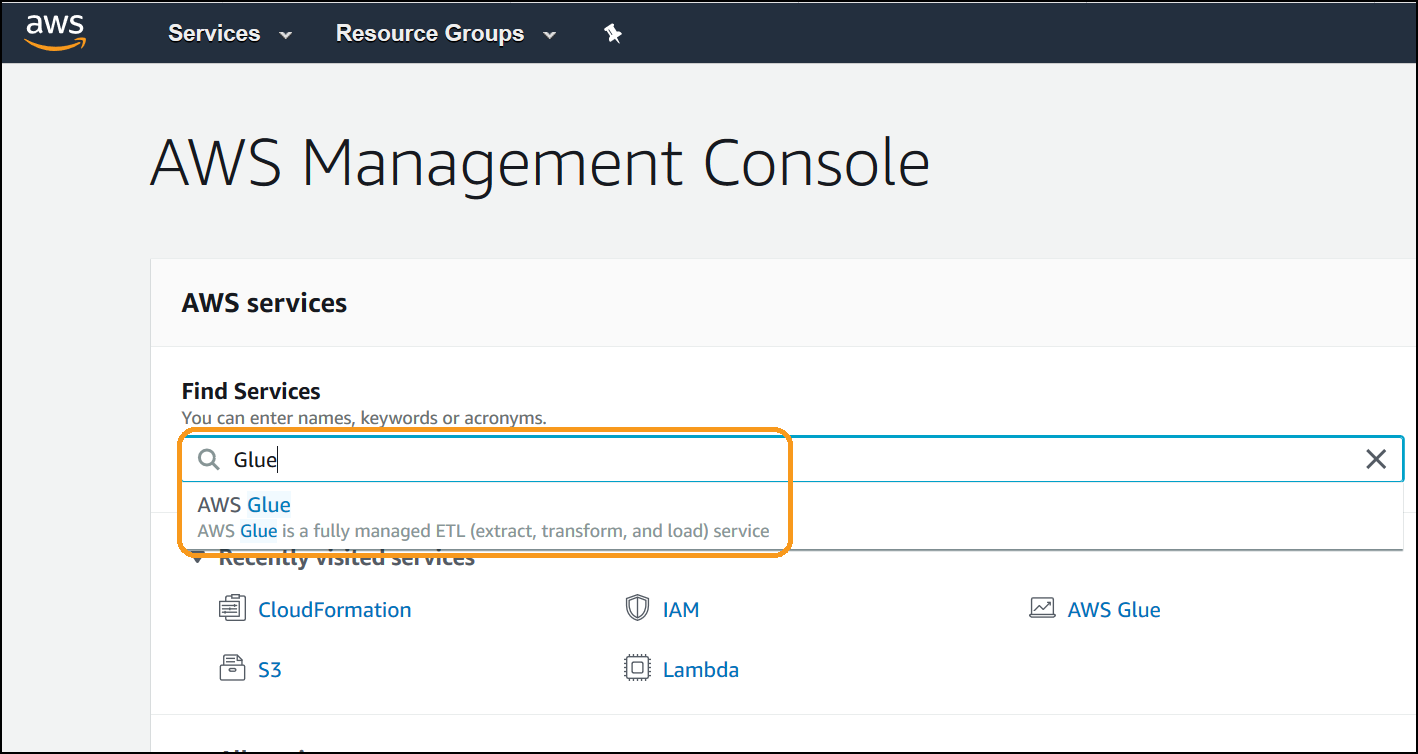 aws Services Resource Groups
AWS Management Console
AWS services
Find Services
You can enter names, keywords or acronyms.
Glue
AWS Glue
AWS Glue is a fully managed ETL (extract, transform, and load) service
Recently visited services
CloudFormation IAM AWS Glue
S3 Lambda